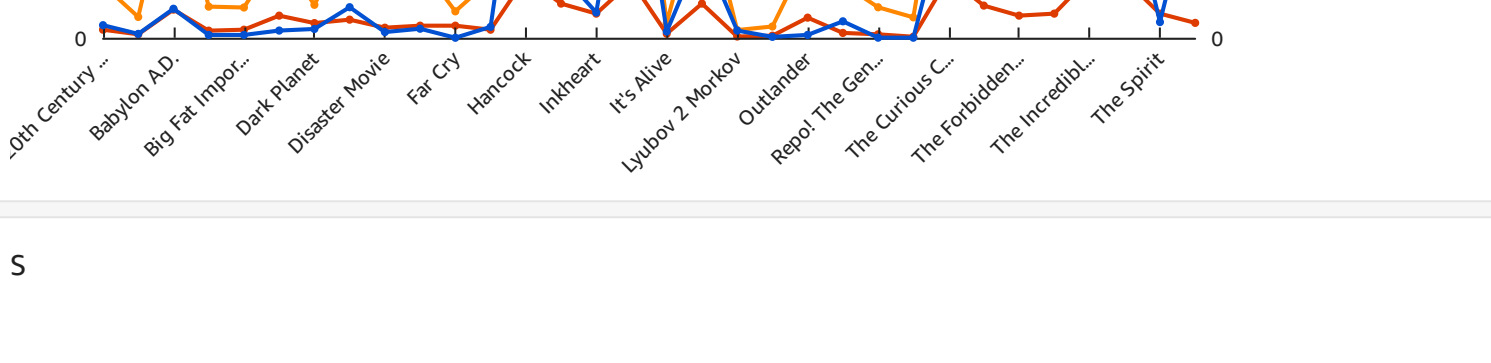 0
0
0th Century ...
Babylon A.D.
Big Fat Impor...
Dark Planet
Disaster Movie
Far Cry
Hancock
Inkheart
It's Alive
Lyubov 2 Morkov
Outlander
Repo! The Gen...
The Curious C...
The Forbidden...
The Incredibl...
The Spirit
S